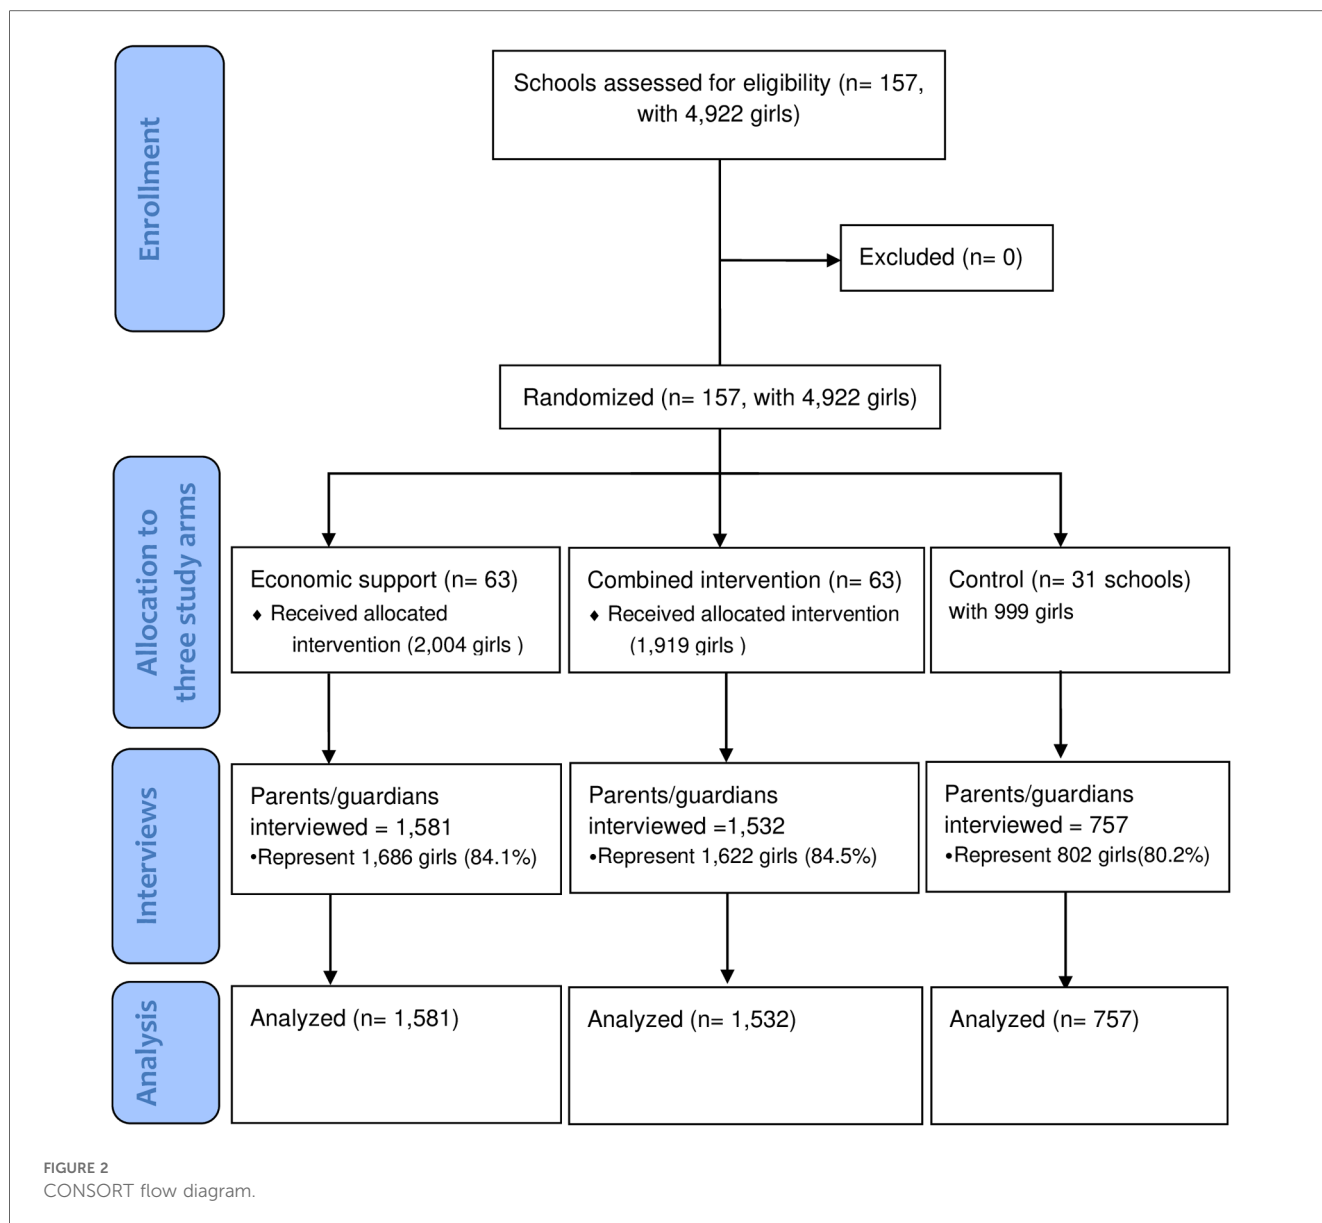 Enrollment
Schools assessed for eligibility (n= 157,
with 4,922 girls)
Excluded (n= 0)
Randomized (n= 157, with 4,922 girls)
Allocation to
three study arms
Economic support (n= 63)
♦ Received allocated
intervention (2,004 girls )
Combined intervention (n= 63)
♦ Received allocated intervention
(1,919 girls )
Control (n= 31 schools)
with 999 girls
Interviews
Parents/guardians
interviewed = 1,581
•Represent 1,686 girls (84.1%)
Parents/guardians
interviewed =1,532
•Represent 1,622 girls (84.5%)
Parents/guardians
interviewed = 757
•Represent 802 girls(80.2%)
Analysis
Analyzed (n= 1,581)
Analyzed (n= 1,532)
Analyzed (n= 757)
FIGURE 2
CONSORT flow diagram.